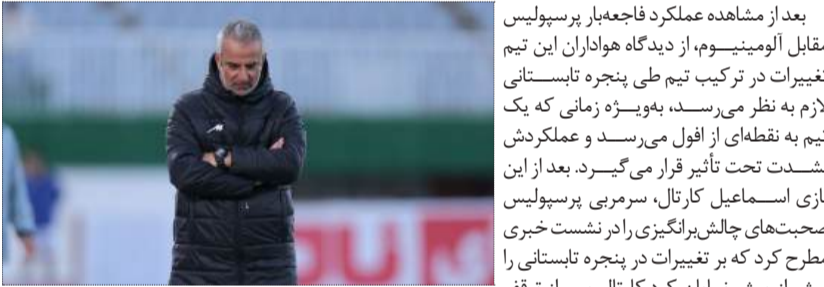 بعد از مشاهده عملکرد فاجعه‌بار پرسپولیس
مقابل آلومینیـــوم، از دیدگاه هواداران این تیم
تغییرات در ترکیب تیم طی پنجره تابســـتانی
لازم به نظر می‌رســـد، به‌ویـــژه زمانی که یک
تیم به نقطه‌ای از افول می‌رســـد و عملکردش
بشـــدت تحت تأثیر قرار می‌گیـــرد. بعد از این
بازی اســـماعیل کارتال، سرمربی پرسپولیس
صحبت‌های چالش‌برانگیزی را در نشست خبری
مطرح کرد که بر تغییرات در پنجره تابستانی را